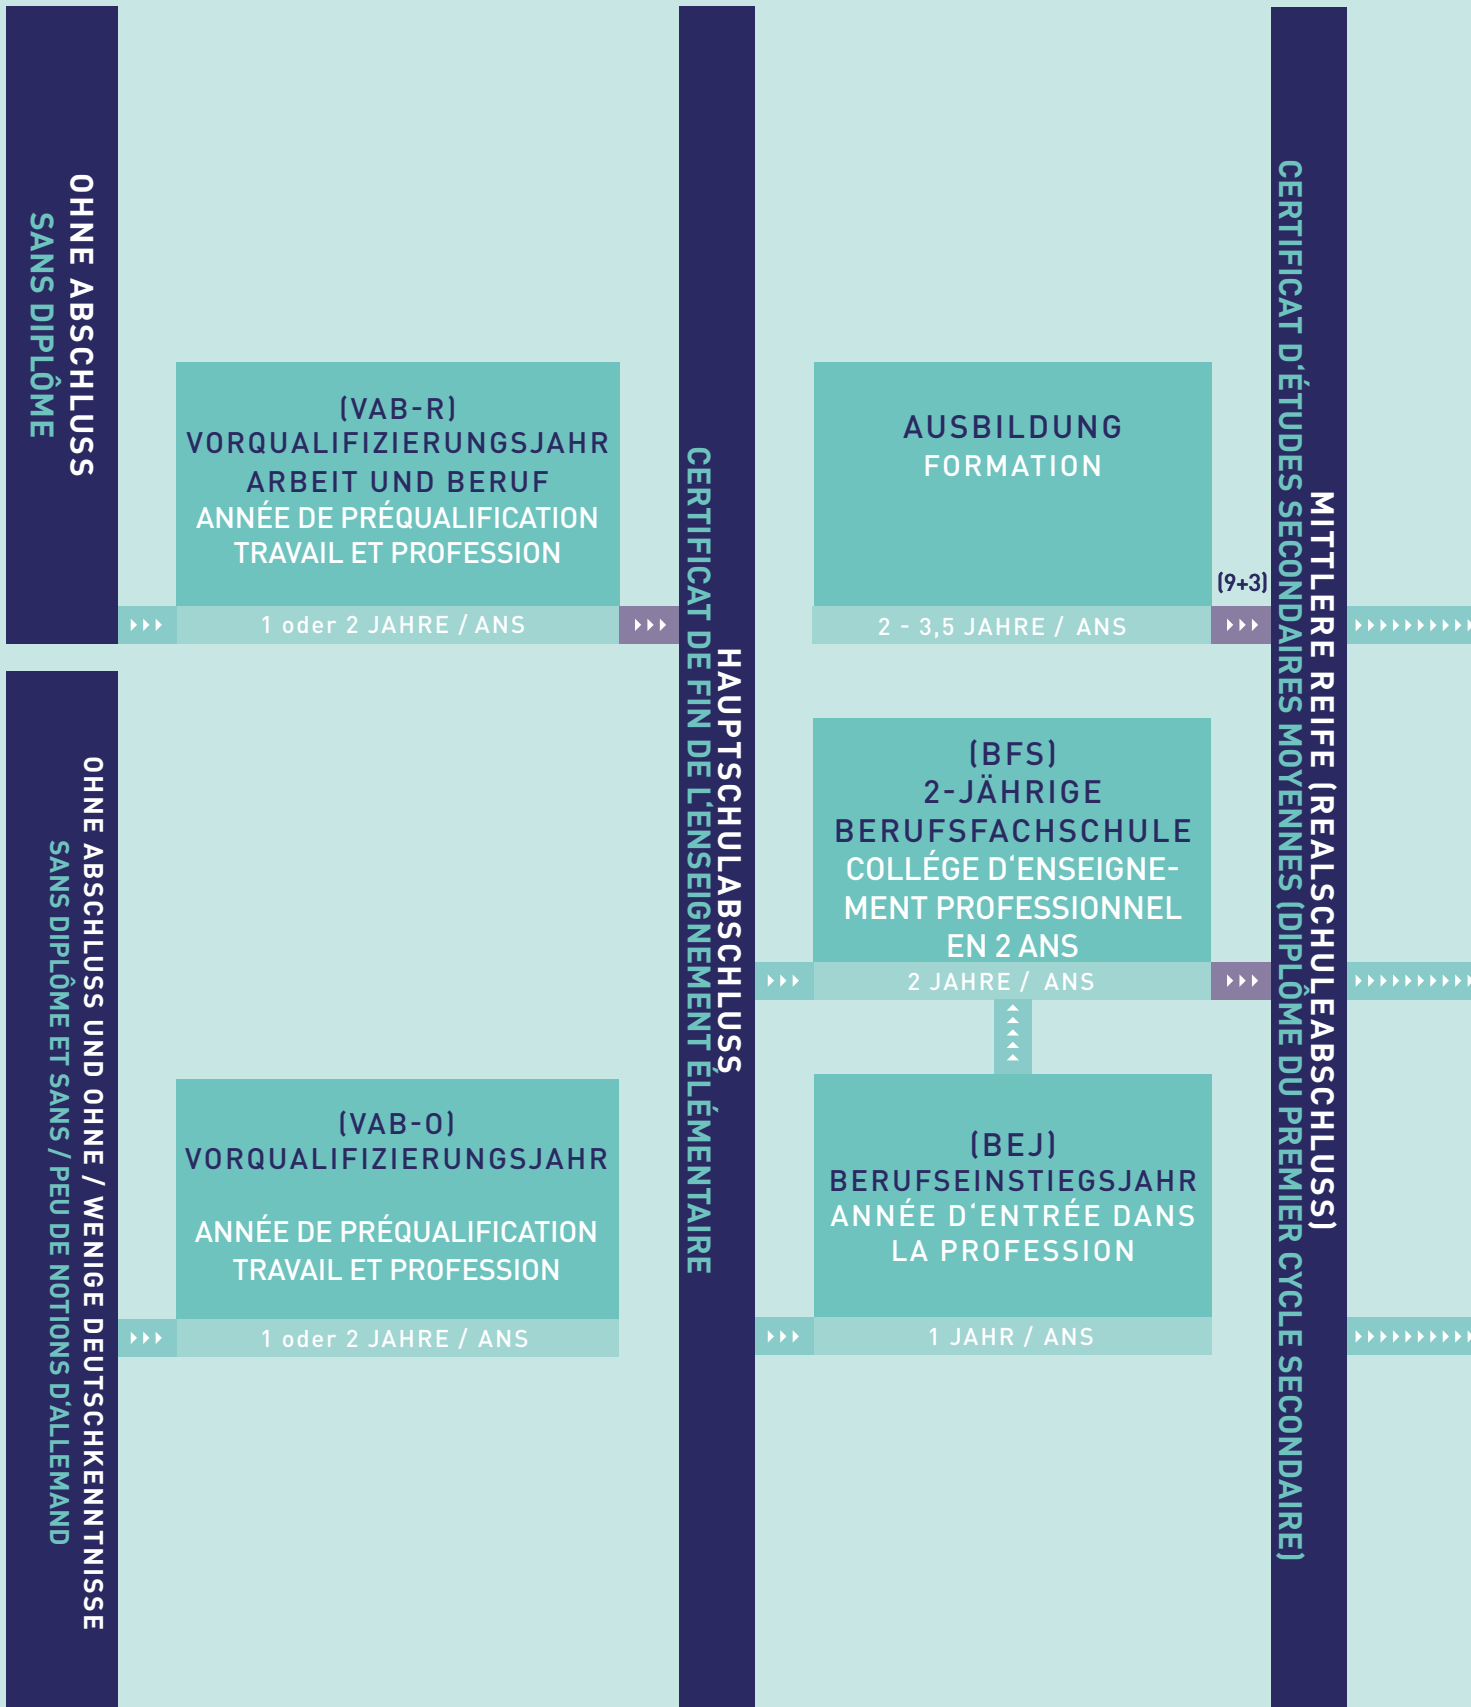 OHNE ABSCHLUSS
SANS DIPLÔME
OHNE ABSCHLUSS UND OHNE / WENIGE DEUTSCHKENNTNISSE
SANS DIPLÔME ET SANS / PEU DE NOTIONS D‘ALLEMAND
(VAB-R)
VORQUALIFIZIERUNGSJAHR
ARBEIT UND BERUF
ANNÉE DE PRÉQUALIFICATION
TRAVAIL ET PROFESSION
1 oder 2 JAHRE / ANS
(VAB-O)
VORQUALIFIZIERUNGSJAHR
ANNÉE DE PRÉQUALIFICATION
TRAVAIL ET PROFESSION
1 oder 2 JAHRE / ANS
HAUPTSCHULABSCHLUSS
CERTIFICAT DE FIN DE L‘ENSEIGNEMENT ÉLÉMENTAIRE
AUSBILDUNG
FORMATION
2 - 3,5 JAHRE / ANS
(9+3)
(BFS)
2-JÄHRIGE
BERUFSFACHSCHULE
COLLÉGE D‘ENSEIGNE-
MENT PROFESSIONNEL
EN 2 ANS
2 JAHRE / ANS
(BEJ)
BERUFSEINSTIEGSJAHR
ANNÉE D‘ENTRÉE DANS
LA PROFESSION
1 JAHR / ANS
MITTLERE REIFE (REALSCHULEABSCHLUSS)
CERTIFICAT D‘ÉTUDES SECONDAIRES MOYENNES (DIPLÔME DU PREMIER CYCLE SECONDAIRE)